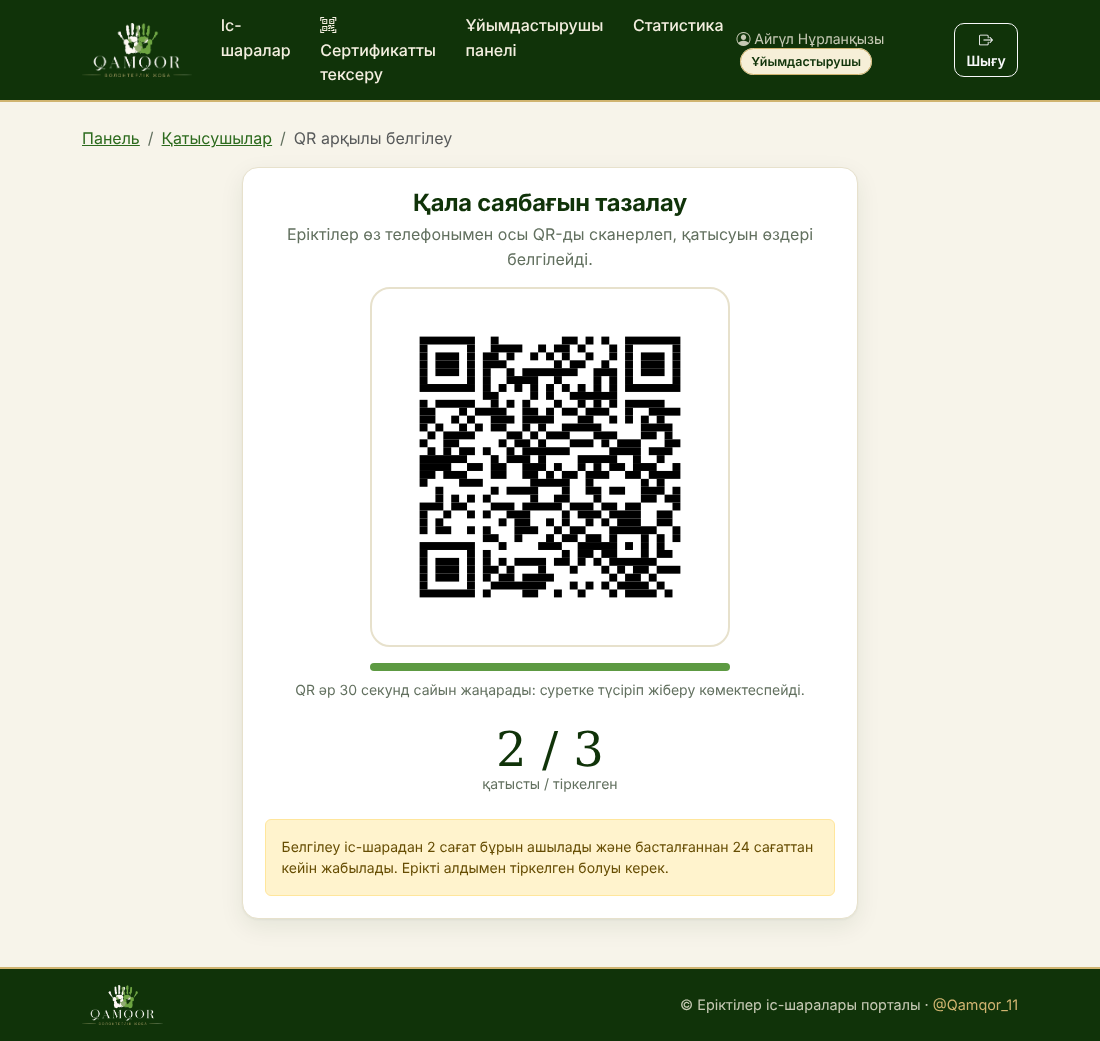 QAMQOR
Іс-
шаралар
Сертификатты
тексеру
Ұйымдастырушы
панелі
Статистика
Айгүл Нұрланқызы
Ұйымдастырушы
Шығу
Панель / Қатысушылар / QR арқылы белгілеу
Қала саябағын тазалау
Еріктілер өз телефонымен осы QR-ды сканерлеп, қатысуын өздері
белгілейді.
QR әр 30 секунд сайын жаңарады: суретке түсіріп жіберу көмектеспейді.
2 / 3
қатысты / тіркелген
Белгілеу іс-шарадан 2 сағат бұрын ашылады және басталғаннан 24 сағаттан
кейін жабылады. Ерікті алдымен тіркелген болуы керек.
QAMQOR
© Еріктілер іс-шаралары порталы · @Qamqor_11